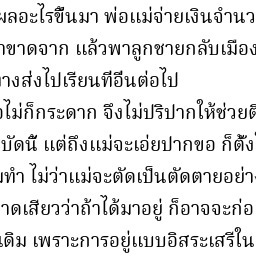 ผลอะไรขึ้นมา พ่อแม่จ่ายเงินจำนว
าขาดจาก แล้วพาลูกชายกลับเมือง
างส่งไปเรียนที่อื่นต่อไป
อไม่ก็กระดาก จึงไม่ปริปากให้ช่วยต
บัดนี้ แต่ถึงแม่จะเอ่ยปากขอ ก็ตั้งใ
มทำ ไม่ว่าแม่จะตัดเป็นตัดตายอย่า
าดเสียวว่าถ้าได้มาอยู่ ก็อาจจะก่อ
เดิม เพราะการอยู่แบบอิสระเสรีใน